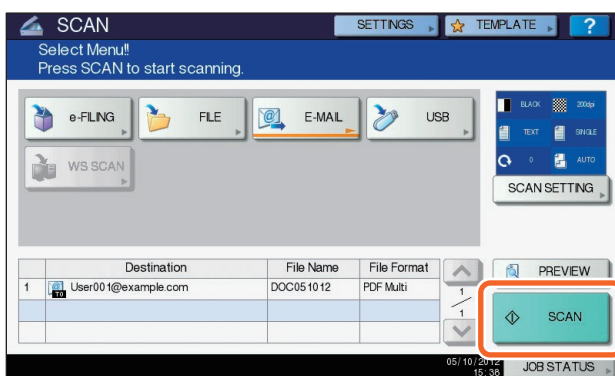 SCAN
SETTINGS
TEMPLATE
?
Select Menu!!
Press SCAN to start scanning.
e-FILING
FILE
E-MAIL
USB
BLACK
200dpi
TEXT
SINGLE
0
AUTO
WS SCAN
SCAN SETTING
Destination File Name File Format
1 TO User001@example.com DOC051012 PDF Multi
1
1
PREVIEW
SCAN
05/10/2012
15:38
JOB STATUS